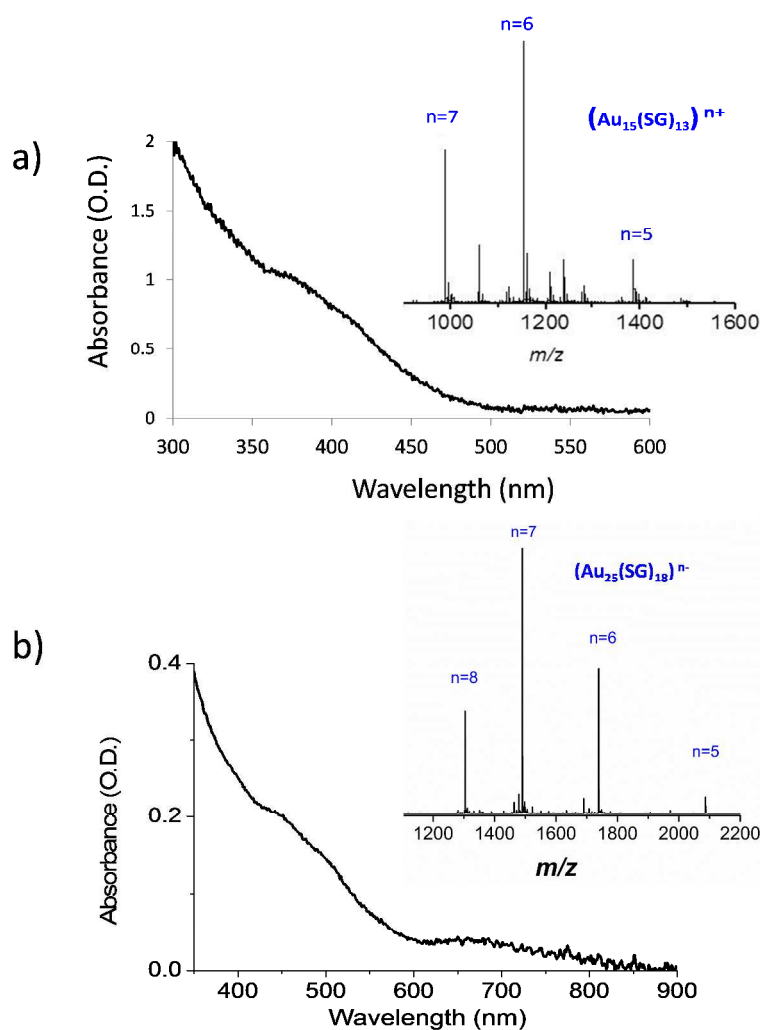 a)
n=6
n=7
(Au₁₅(SG)₁₃) ⁿ⁺
n=5
1000 1200 1400 1600
m/z
Absorbance (O.D.)
2
1.5
1
0.5
0
300 350 400 450 500 550 600
Wavelength (nm)
b)
n=7
(Au₂₅(SG)₁₈) ⁿ⁻
n=6
n=8
n=5
1200 1400 1600 1800 2000 2200
m/z
Absorbance (O.D.)
0.4
0.2
0.0
400 500 600 700 800 900
Wavelength (nm)